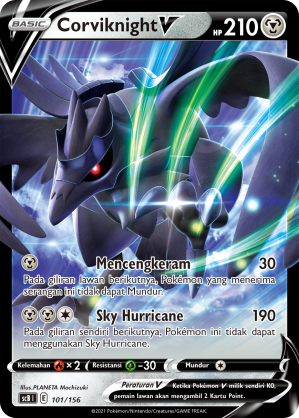 BASIC Corviknight V HP 210
Mencengkeram 30
Pada giliran lawan berikutnya, Pokémon yang menerima
serangan ini tidak dapat Mundur.
Sky Hurricane 190
Pada giliran sendiri berikutnya, Pokémon ini tidak dapat
menggunakan Sky Hurricane.
Kelemahan ×2 Resistansi -30 Mundur
Illus.PLANETA Mochizuki
Peraturan V Ketika Pokémon V milik sendiri KO,
pemain lawan akan mengambil 2 Kartu Point.
E 101/156
©2021 Pokémon/Nintendo/Creatures/GAME FREAK.